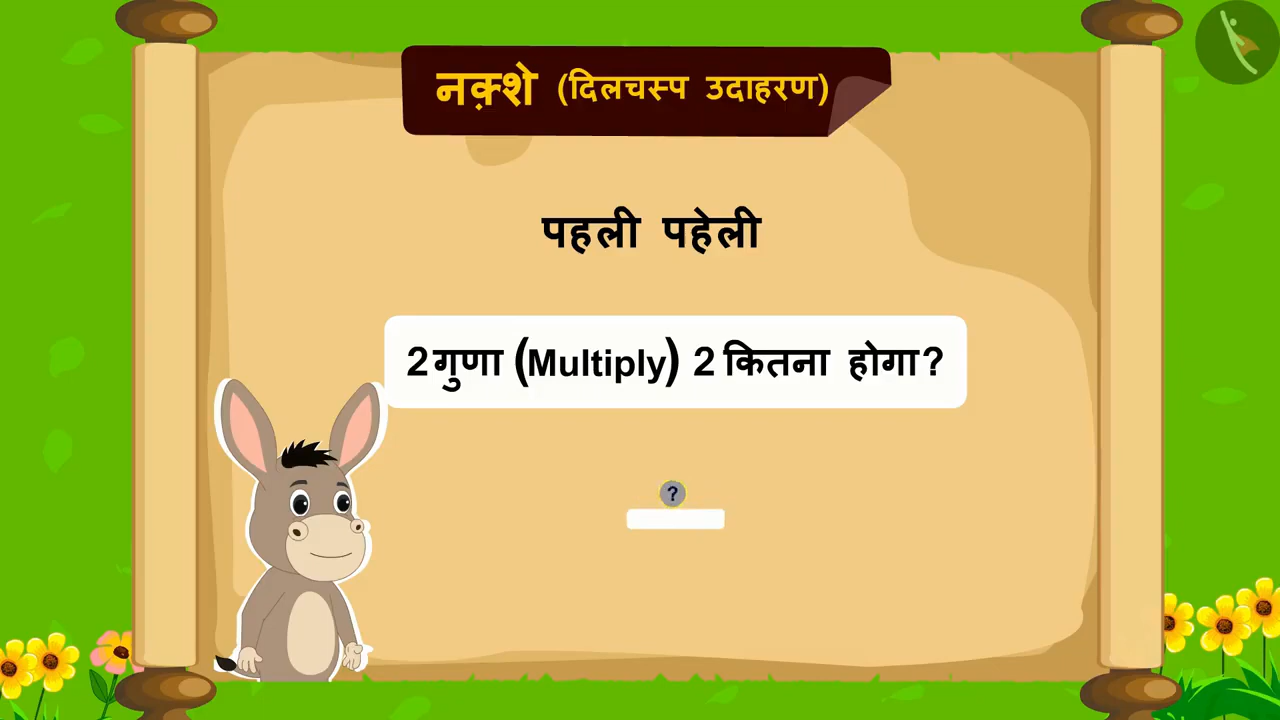 नक़्शे (दिलचस्प उदाहरण)
पहली पहेली
2 गुणा (Multiply) 2 कितना होगा?
?